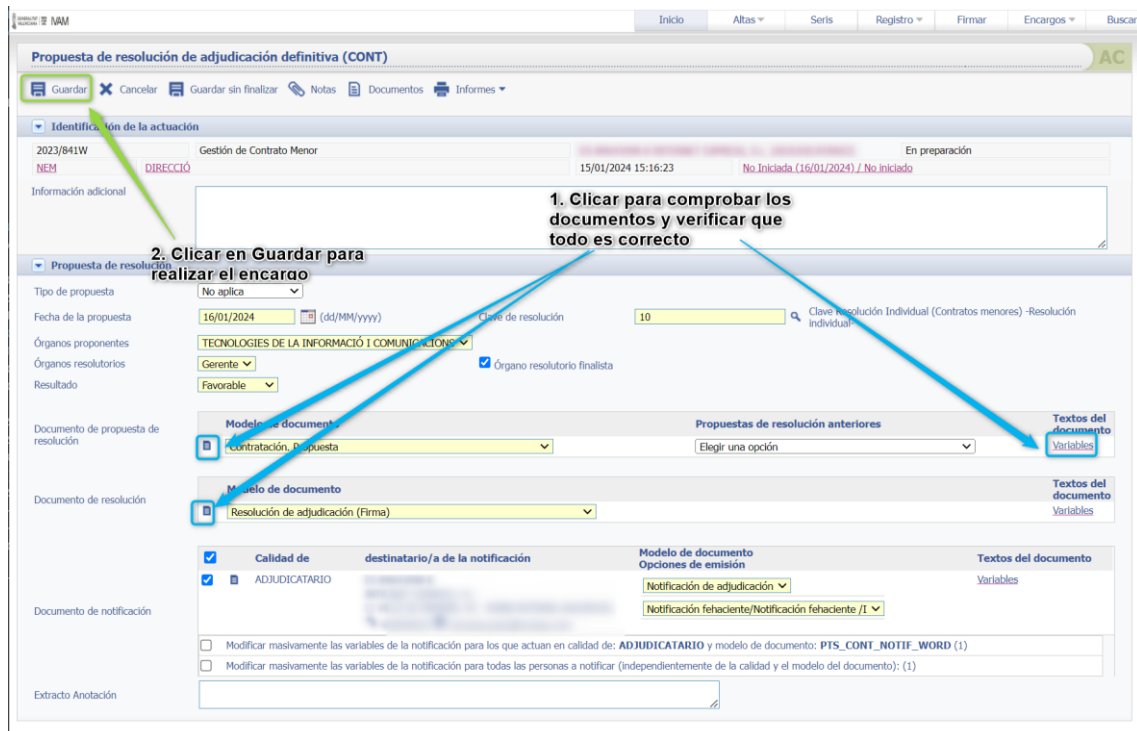 GENERALITAT VALENCIANA IVAM
Inicio Altas Seris Registro Firmar Encargos Buscar
Propuesta de resolución de adjudicación definitiva (CONT)
AC
Guardar Cancelar Guardar sin finalizar Notas Documentos Informes
Identificación de la actuación
2023/841W Gestión de Contrato Menor En preparación
NEM DIRECCIÓ 15/01/2024 15:16:23 No Iniciada (16/01/2024) / No iniciado
Información adicional
1. Clicar para comprobar los
documentos y verificar que
todo es correcto
2. Clicar en Guardar para
realizar el encargo
Propuesta de resolución
Tipo de propuesta No aplica
Fecha de la propuesta 16/01/2024 (dd/MM/yyyy) Clave de resolución 10 Clave Resolución Individual (Contratos menores) -Resolución
individual-
Órganos proponentes TECNOLOGIES DE LA INFORMACIÓ I COMUNICACIONS
Órganos resolutorios Gerente Órgano resolutorio finalista
Resultado Favorable
Documento de propuesta de
resolución
Modelo de documento Propuestas de resolución anteriores Textos del
documento
Contratación. Propuesta Elegir una opción Variables
Documento de resolución
Modelo de documento Textos del
documento
Resolución de adjudicación (Firma) Variables
Calidad de destinatario/a de la notificación Modelo de documento
Opciones de emisión Textos del documento
ADJUDICATARIO Notificación de adjudicación Variables
Documento de notificación
Notificación fehaciente/Notificación fehaciente /I
Modificar masivamente las variables de la notificación para los que actuan en calidad de: ADJUDICATARIO y modelo de documento: PTS_CONT_NOTIF_WORD (1)
Modificar masivamente las variables de la notificación para todas las personas a notificar (independientemente de la calidad y el modelo del documento): (1)
Extracto Anotación